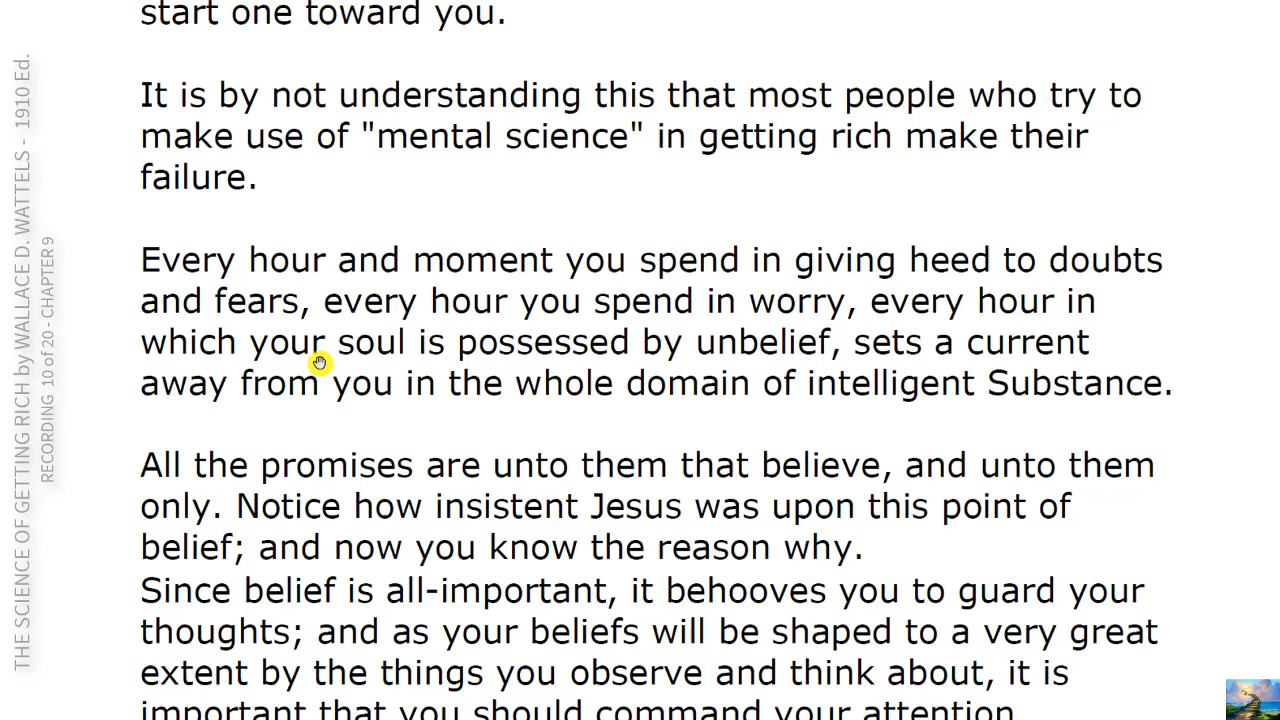 start one toward you.
It is by not understanding this that most people who try to
make use of "mental science" in getting rich make their
failure.
Every hour and moment you spend in giving heed to doubts
and fears, every hour you spend in worry, every hour in
which your soul is possessed by unbelief, sets a current
away from you in the whole domain of intelligent Substance.
All the promises are unto them that believe, and unto them
only. Notice how insistent Jesus was upon this point of
belief; and now you know the reason why.
Since belief is all-important, it behooves you to guard your
thoughts; and as your beliefs will be shaped to a very great
extent by the things you observe and think about, it is
important that you should command your attention.
THE SCIENCE OF GETTING RICH by WALLACE D. WATTELS - 1910 Ed.
RECORDING 10 of 20 - CHAPTER 9